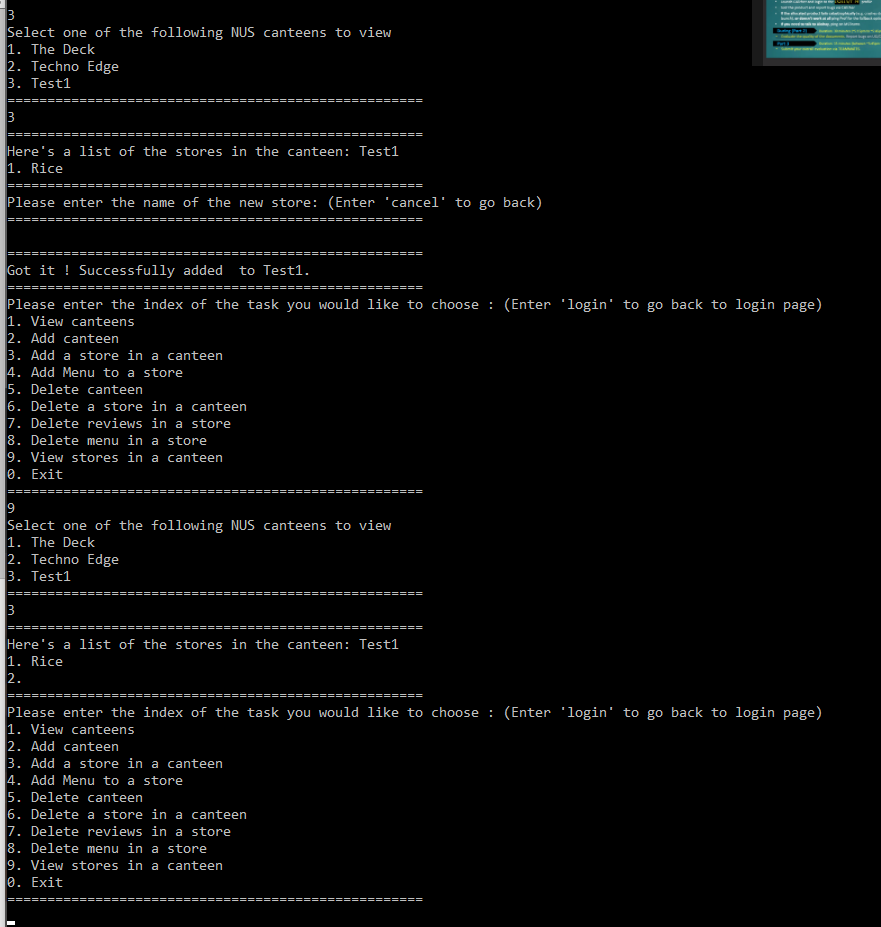 3
Select one of the following NUS canteens to view
1. The Deck
2. Techno Edge
3. Test1
====================================================
3
====================================================
Here's a list of the stores in the canteen: Test1
1. Rice
====================================================
Please enter the name of the new store: (Enter 'cancel' to go back)
====================================================
====================================================
Got it ! Successfully added  to Test1.
====================================================
Please enter the index of the task you would like to choose : (Enter 'login' to go back to login page)
1. View canteens
2. Add canteen
3. Add a store in a canteen
4. Add Menu to a store
5. Delete canteen
6. Delete a store in a canteen
7. Delete reviews in a store
8. Delete menu in a store
9. View stores in a canteen
0. Exit
====================================================
9
Select one of the following NUS canteens to view
1. The Deck
2. Techno Edge
3. Test1
====================================================
3
====================================================
Here's a list of the stores in the canteen: Test1
1. Rice
2.
====================================================
Please enter the index of the task you would like to choose : (Enter 'login' to go back to login page)
1. View canteens
2. Add canteen
3. Add a store in a canteen
4. Add Menu to a store
5. Delete canteen
6. Delete a store in a canteen
7. Delete reviews in a store
8. Delete menu in a store
9. View stores in a canteen
0. Exit
====================================================